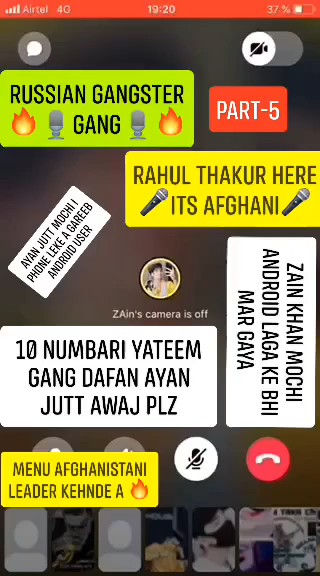 Airtel 4G 19:20 37 %
RUSSIAN GANGSTER
🔥🎙️GANG🎙️🔥
PART-5
RAHUL THAKUR HERE
🎤ITS AFGHANI🎤
AYAN JUTT MOCHI I
PHONE LEKE A GAREEB
ANDROID USER
ZAIN KHAN MOCHI
ANDROID LAGA KE BHI
MAR GAYA
ZAin's camera is off
10 NUMBARI YATEEM
GANG DAFAN AYAN
JUTT AWAJ PLZ
MENU AFGHANISTANI
LEADER KEHNDE A 🔥